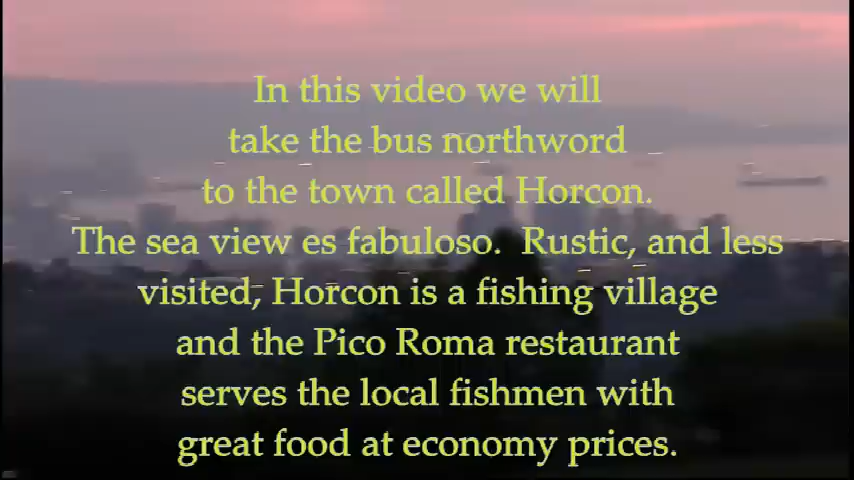 In this video we will
take the bus northword
to the town called Horcon.
The sea view es fabuloso.  Rustic, and less
visited, Horcon is a fishing village
and the Pico Roma restaurant
serves the local fishmen with
great food at economy prices.